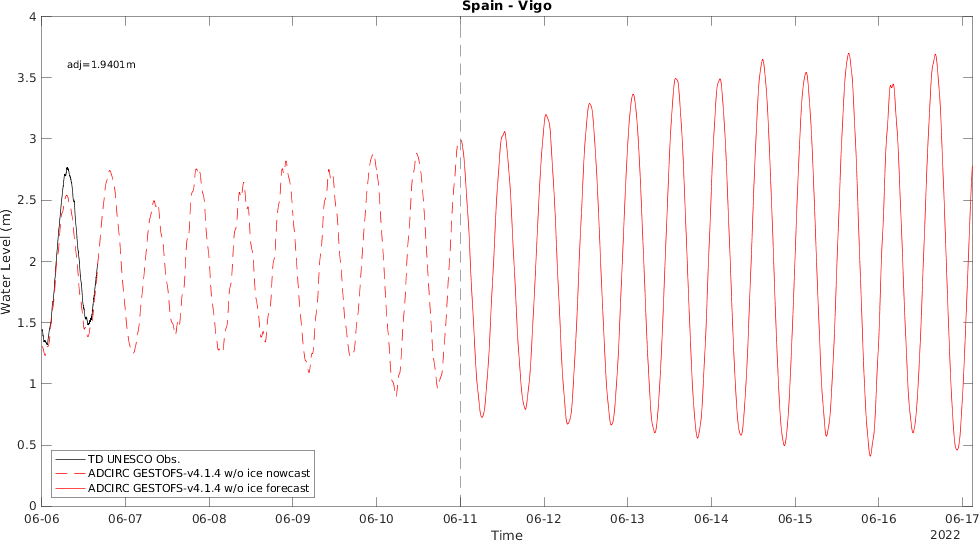 Spain - Vigo
4
adj=1.9401m
3.5
3
2.5
2
1.5
1
0.5
0
Water Level (m)
TD UNESCO Obs.
ADCIRC GESTOFS-v4.1.4 w/o ice nowcast
ADCIRC GESTOFS-v4.1.4 w/o ice forecast
06-06 06-07 06-08 06-09 06-10 06-11 06-12 06-13 06-14 06-15 06-16 06-17
Time
2022